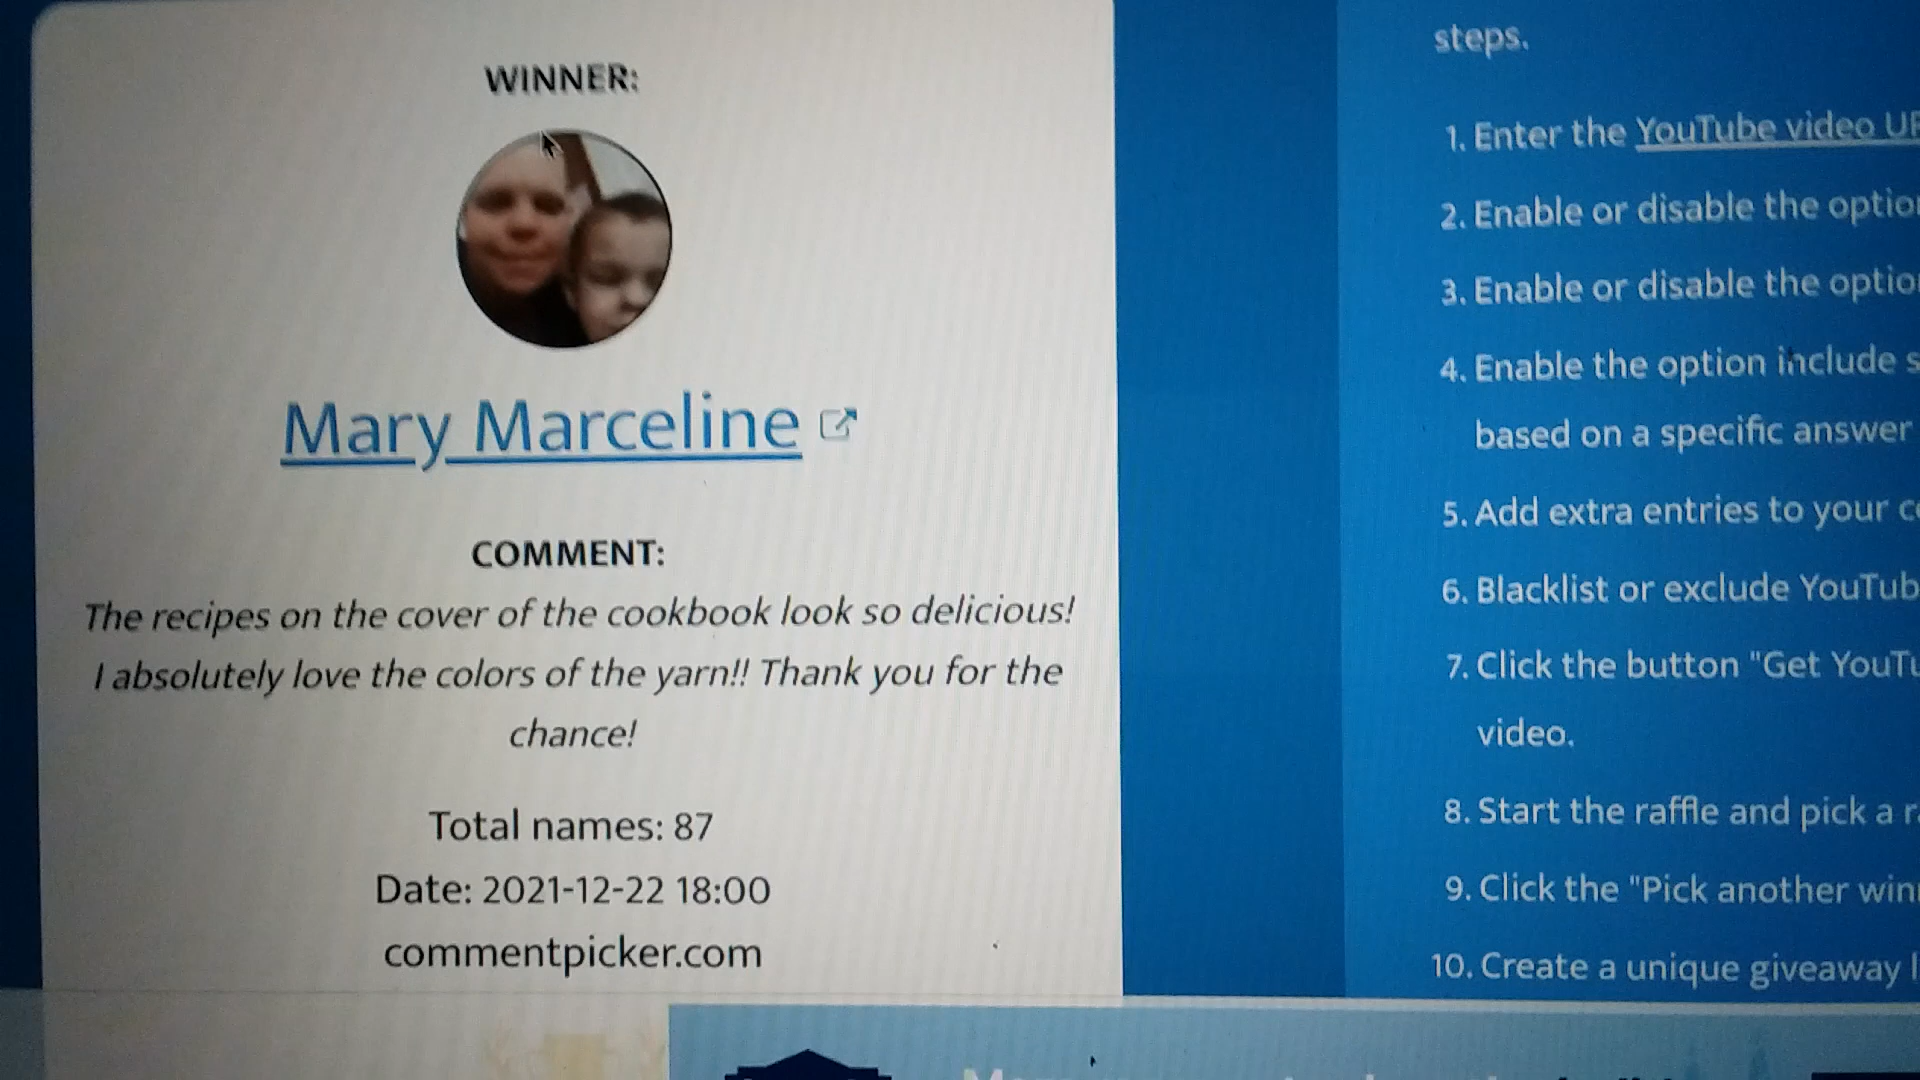 WINNER:
Mary Marceline
COMMENT:
The recipes on the cover of the cookbook look so delicious!
I absolutely love the colors of the yarn!! Thank you for the
chance!
Total names: 87
Date: 2021-12-22 18:00
commentpicker.com
steps.
1. Enter the YouTube video
2. Enable or disable the
3. Enable or disable the
4. Enable the option include
based on a specific answer
5. Add extra entries to your
6. Blacklist or exclude
7. Click the button "Get
video.
8. Start the raffle and pick a
9. Click the "Pick another
10. Create a unique giveaway